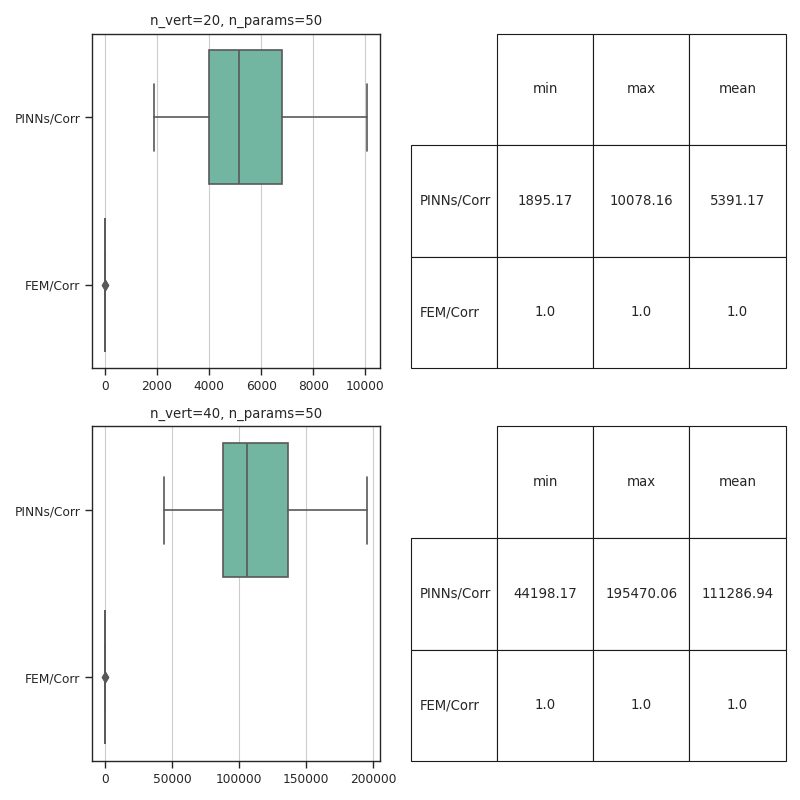 n_vert=20, n_params=50
PINNs/Corr
FEM/Corr
0 2000 4000 6000 8000 10000
min max mean
PINNs/Corr 1895.17 10078.16 5391.17
FEM/Corr 1.0 1.0 1.0
n_vert=40, n_params=50
PINNs/Corr
FEM/Corr
0 50000 100000 150000 200000
min max mean
PINNs/Corr 44198.17 195470.06 111286.94
FEM/Corr 1.0 1.0 1.0